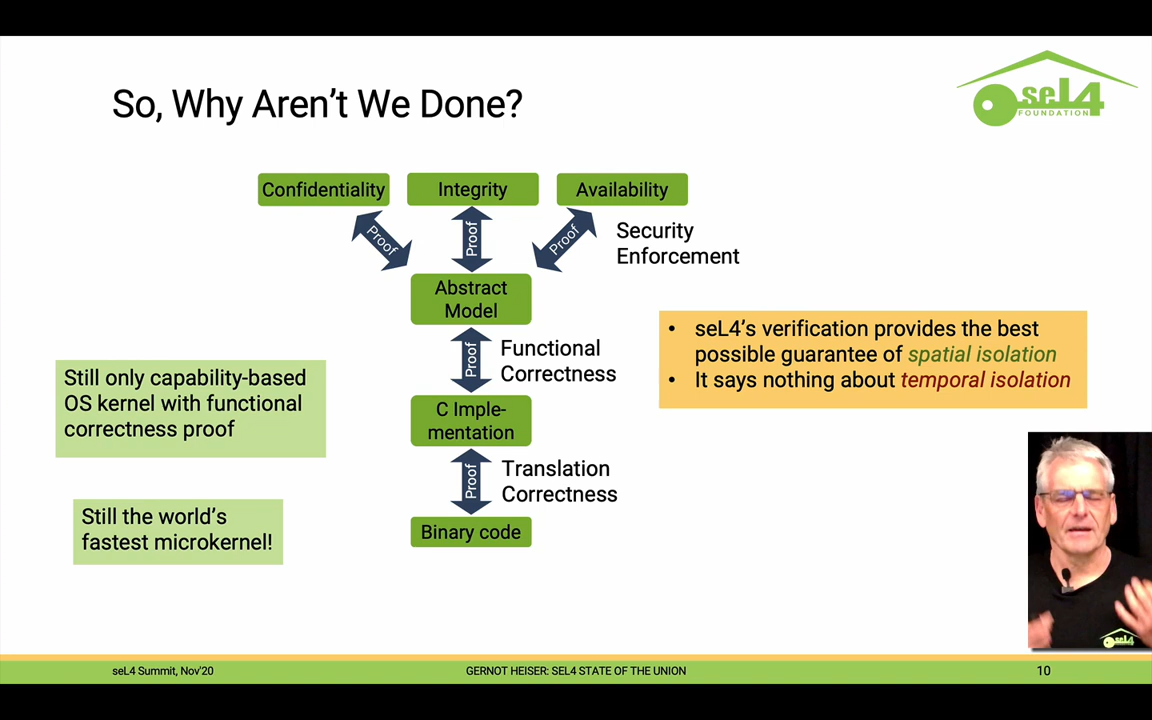 So, Why Aren't We Done?
seL4
FOUNDATION
Confidentiality
Integrity
Availability
Proof
Proof
Proof
Security
Enforcement
Abstract
Model
Proof
Functional
Correctness
C Imple-
mentation
Proof
Translation
Correctness
Binary code
Still only capability-based
OS kernel with functional
correctness proof
Still the world's
fastest microkernel!
• seL4's verification provides the best
possible guarantee of spatial isolation
• It says nothing about temporal isolation
seL4
seL4 Summit, Nov'20
GERNOT HEISER: SEL4 STATE OF THE UNION
10